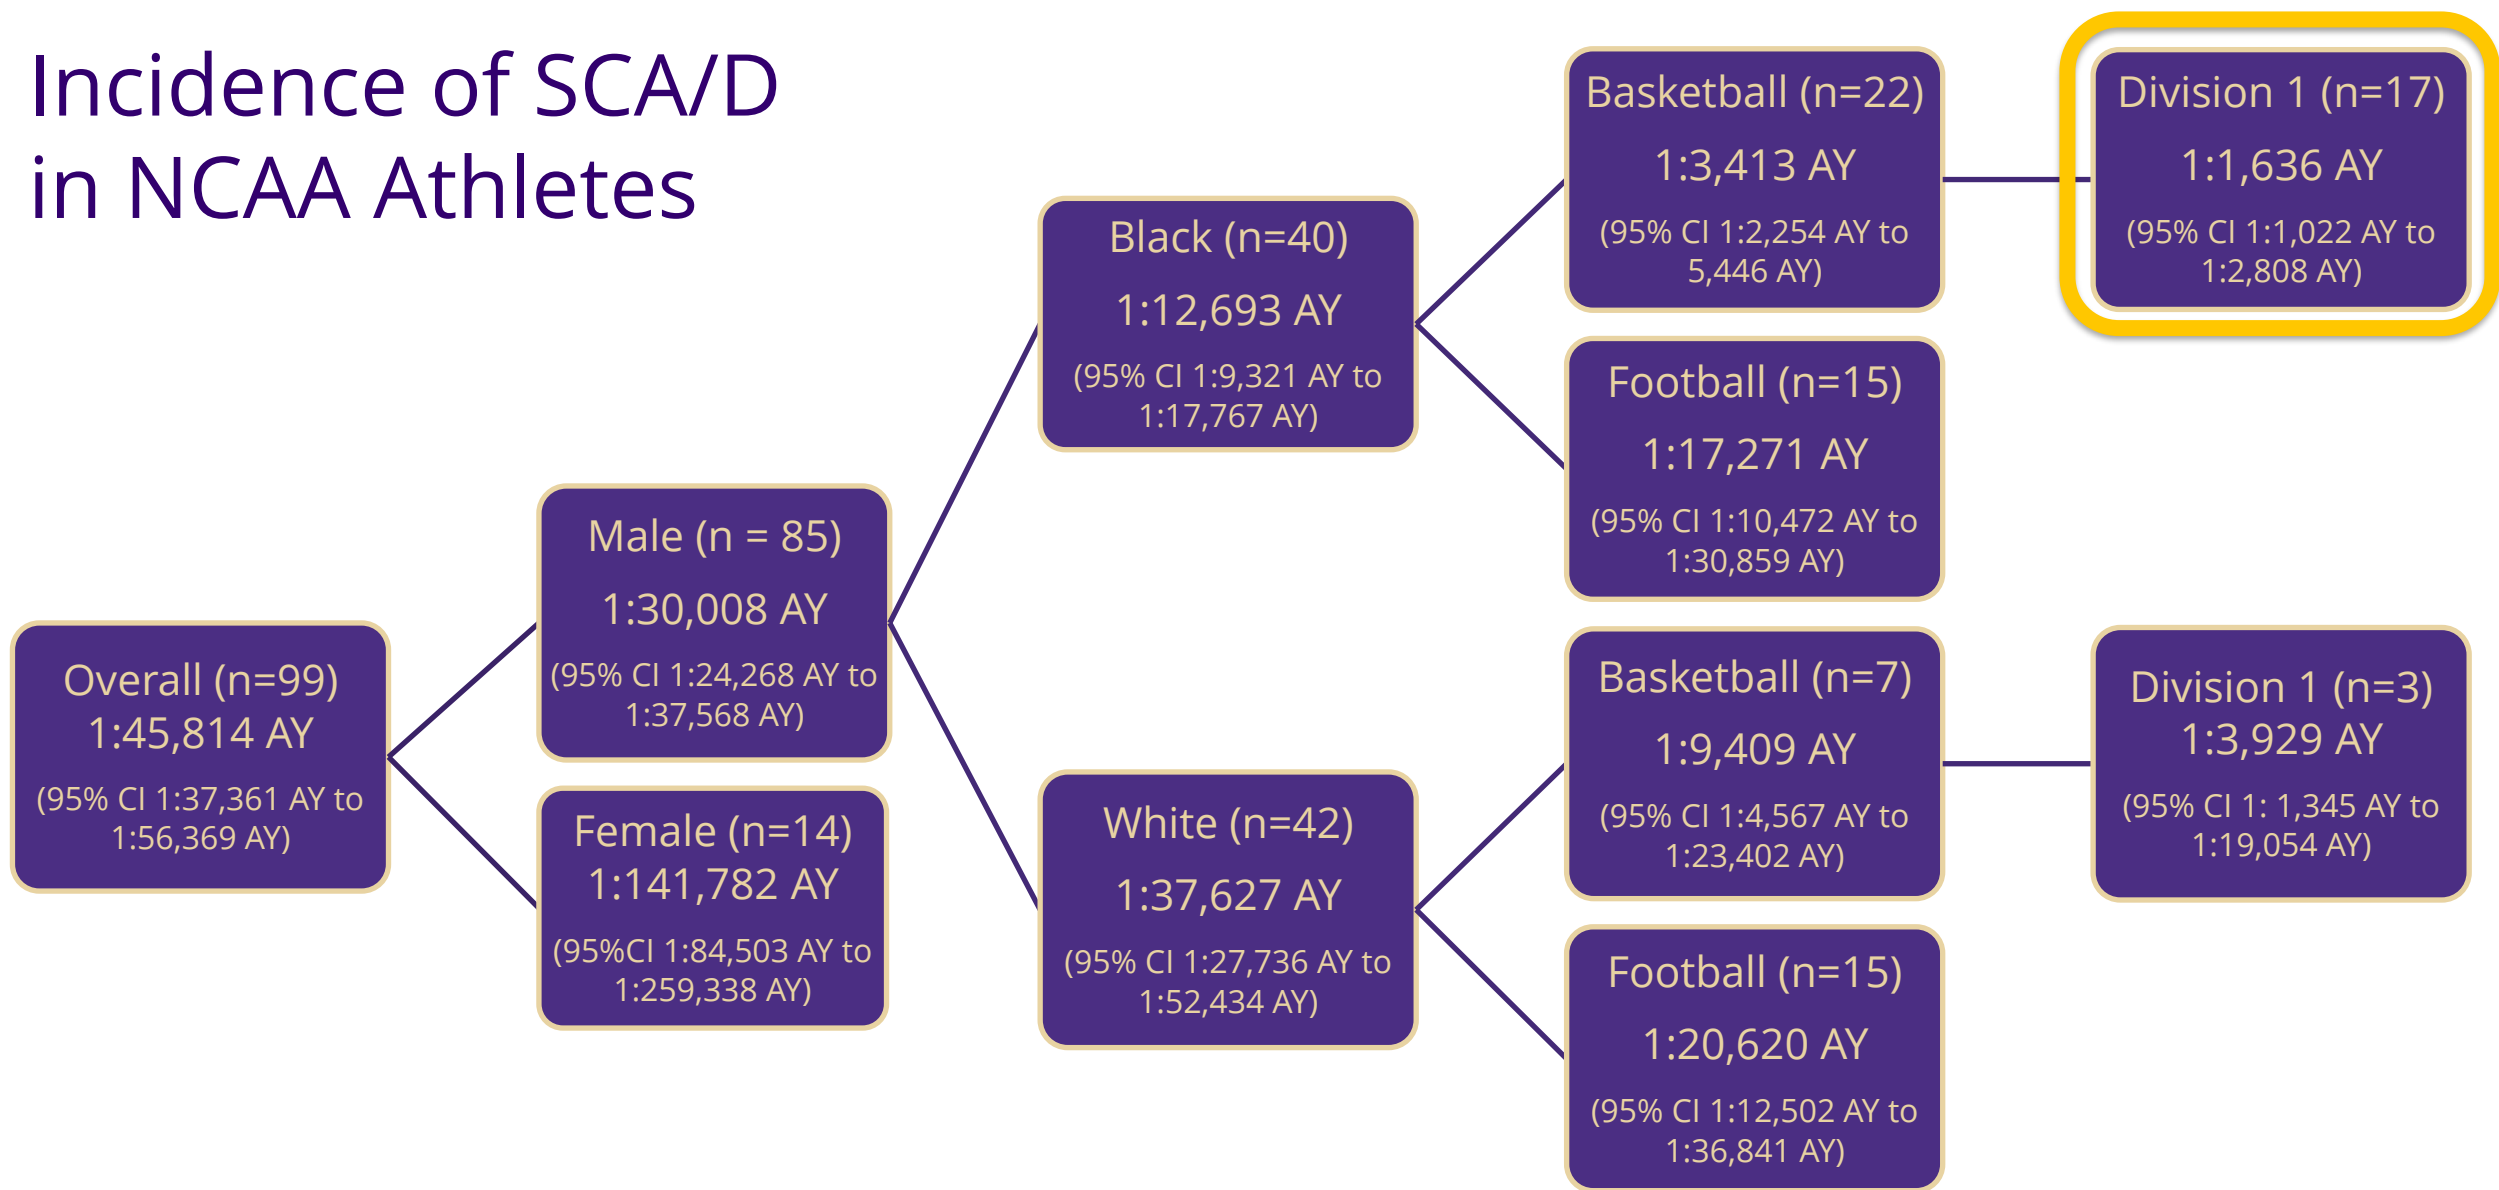 Incidence of SCA/D
in NCAA Athletes
Overall (n=99)
1:45,814 AY
(95% CI 1:37,361 AY to
1:56,369 AY)
Male (n = 85)
1:30,008 AY
(95% CI 1:24,268 AY to
1:37,568 AY)
Female (n=14)
1:141,782 AY
(95%CI 1:84,503 AY to
1:259,338 AY)
Black (n=40)
1:12,693 AY
(95% CI 1:9,321 AY to
1:17,767 AY)
White (n=42)
1:37,627 AY
(95% CI 1:27,736 AY to
1:52,434 AY)
Basketball (n=22)
1:3,413 AY
(95% CI 1:2,254 AY to
5,446 AY)
Football (n=15)
1:17,271 AY
(95% CI 1:10,472 AY to
1:30,859 AY)
Basketball (n=7)
1:9,409 AY
(95% CI 1:4,567 AY to
1:23,402 AY)
Football (n=15)
1:20,620 AY
(95% CI 1:12,502 AY to
1:36,841 AY)
Division 1 (n=17)
1:1,636 AY
(95% CI 1:1,022 AY to
1:2,808 AY)
Division 1 (n=3)
1:3,929 AY
(95% CI 1: 1,345 AY to
1:19,054 AY)